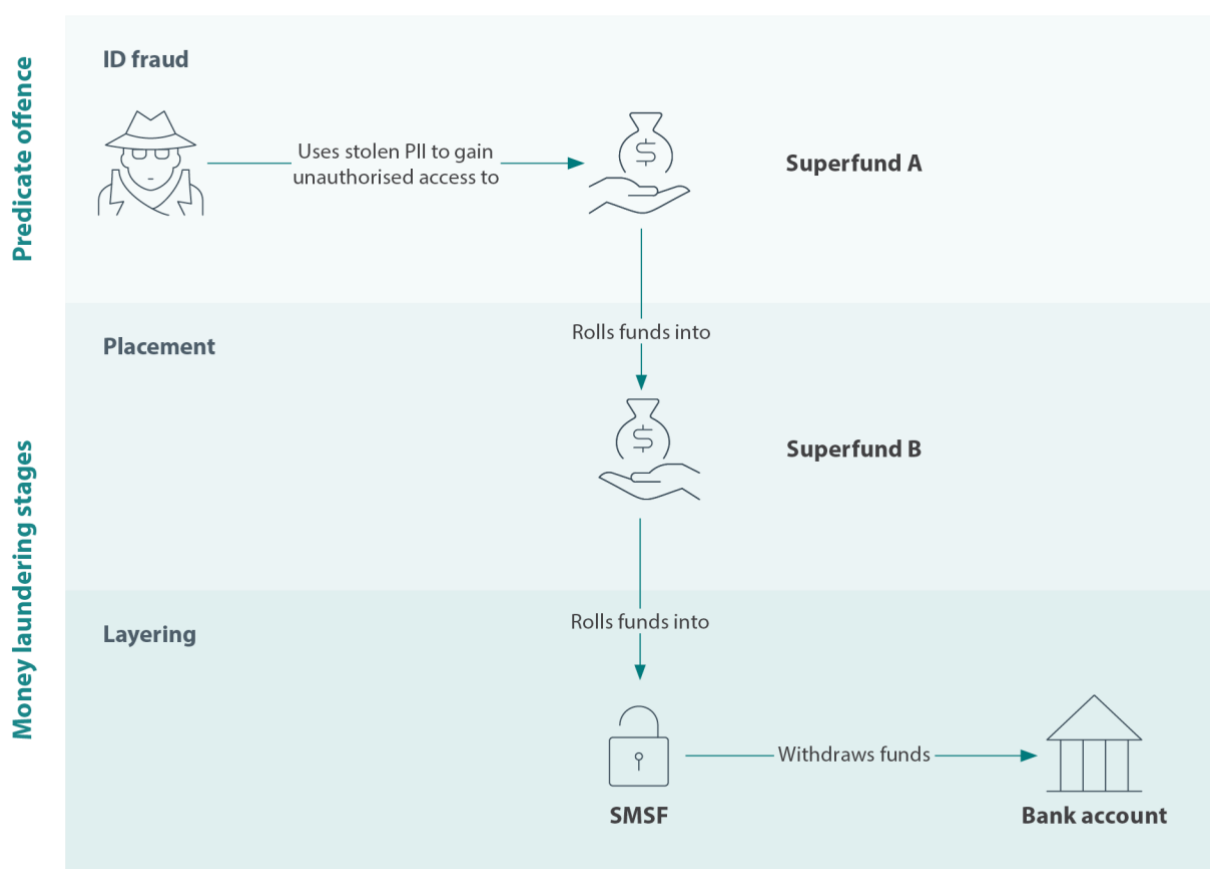 Predicate offence
ID fraud
Uses stolen PII to gain
unauthorised access to
Superfund A
Money laundering stages
Placement
Rolls funds into
Superfund B
Layering
Rolls funds into
SMSF
Withdraws funds
Bank account